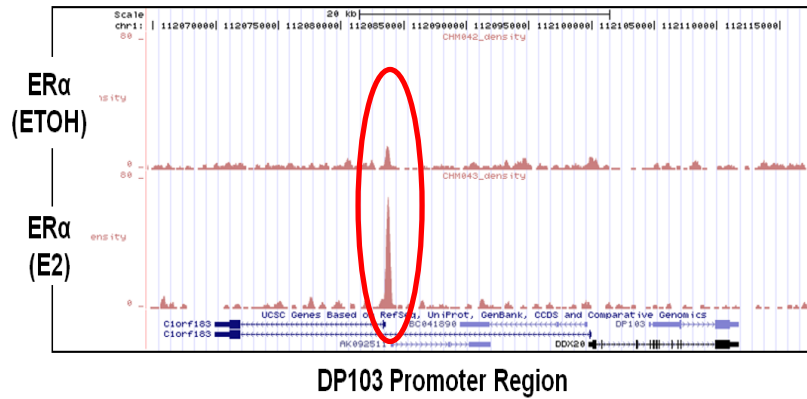 Scale 20 kb
chr1: 112070000 112075000 112080000 112085000 112090000 112095000 112100000 112105000 112110000 112115000
80 _ CHM042_density
ERα
(ETOH)
nsity
0 _
80 _ CHM043_density
ERα
(E2)
ensity
0 _
UCSC Genes Based on RefSeq, UniProt, GenBank, CCDS and Comparative Genomics
C1orf183 BC041890 DP103
C1orf183
AK092511 DDX20
DP103 Promoter Region